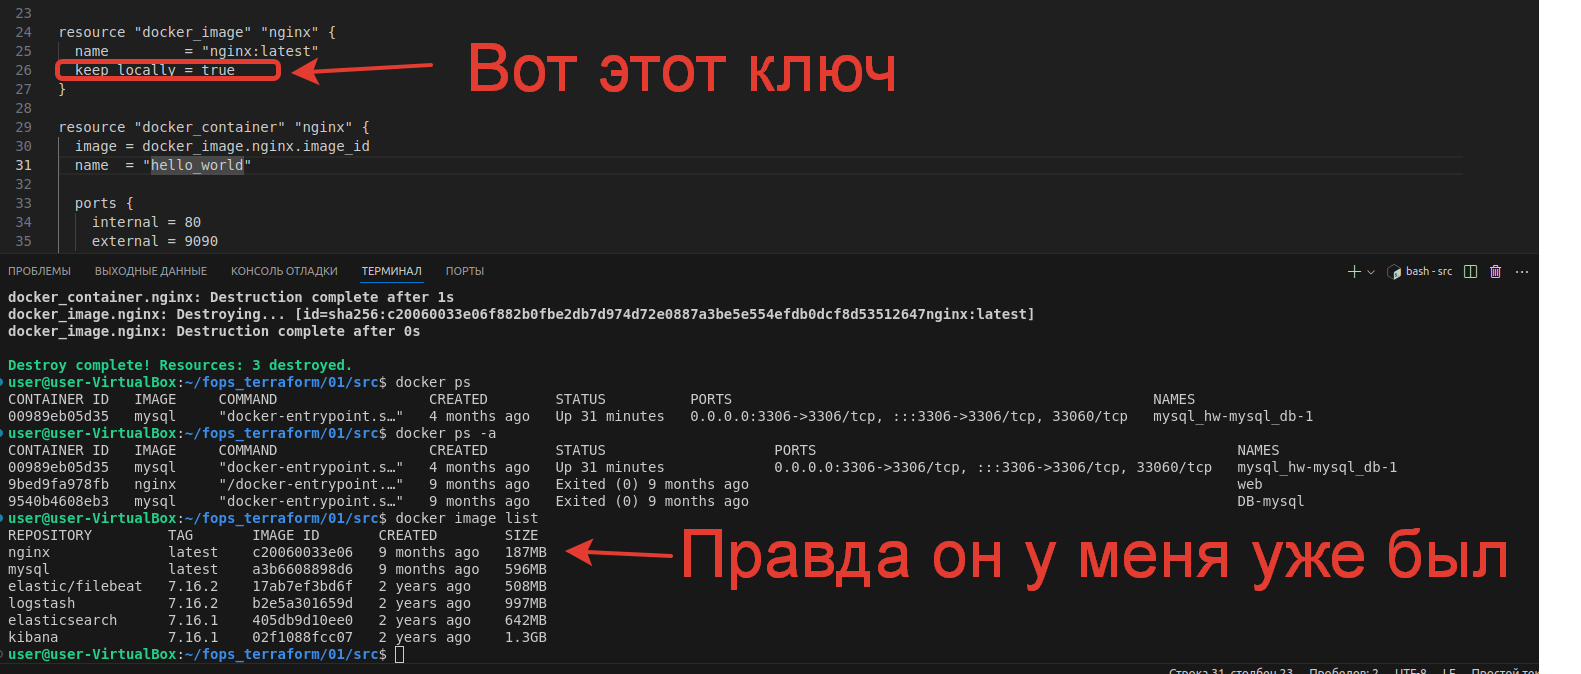 23
24 resource "docker_image" "nginx" {
25 name = "nginx:latest"
26 keep_locally = true
Вот этот ключ
27 }
28
29 resource "docker_container" "nginx" {
30 image = docker_image.nginx.image_id
31 name = "hello_world"
32
33 ports {
34 internal = 80
35 external = 9090
ПРОБЛЕМЫ ВЫХОДНЫЕ ДАННЫЕ КОНСОЛЬ ОТЛАДКИ ТЕРМИНАЛ ПОРТЫ bash - src
docker_container.nginx: Destruction complete after 1s
docker_image.nginx: Destroying... [id=sha256:c20060033e06f882b0fbe2db7d974d72e0887a3be5e554efdb0dcf8d53512647nginx:latest]
docker_image.nginx: Destruction complete after 0s
Destroy complete! Resources: 3 destroyed.
user@user-VirtualBox:~/fops_terraform/01/src$ docker ps
CONTAINER ID IMAGE COMMAND CREATED STATUS PORTS NAMES
00989eb05d35 mysql "docker-entrypoint.s…" 4 months ago Up 31 minutes 0.0.0.0:3306->3306/tcp, :::3306->3306/tcp, 33060/tcp mysql_hw-mysql_db-1
user@user-VirtualBox:~/fops_terraform/01/src$ docker ps -a
CONTAINER ID IMAGE COMMAND CREATED STATUS PORTS NAMES
00989eb05d35 mysql "docker-entrypoint.s…" 4 months ago Up 31 minutes 0.0.0.0:3306->3306/tcp, :::3306->3306/tcp, 33060/tcp mysql_hw-mysql_db-1
9bed9fa978fb nginx "/docker-entrypoint.…" 9 months ago Exited (0) 9 months ago web
9540b4608eb3 mysql "docker-entrypoint.s…" 9 months ago Exited (0) 9 months ago DB-mysql
user@user-VirtualBox:~/fops_terraform/01/src$ docker image list
REPOSITORY TAG IMAGE ID CREATED SIZE
nginx latest c20060033e06 9 months ago 187MB
Правда он у меня уже был
mysql latest a3b6608898d6 9 months ago 596MB
elastic/filebeat 7.16.2 17ab7ef3bd6f 2 years ago 508MB
logstash 7.16.2 b2e5a301659d 2 years ago 997MB
elasticsearch 7.16.1 405db9d10ee0 2 years ago 642MB
kibana 7.16.1 02f1088fcc07 2 years ago 1.3GB
user@user-VirtualBox:~/fops_terraform/01/src$
Строка 31, столбец 23 Пробелов: 2 UTF-8 LF Простой тек